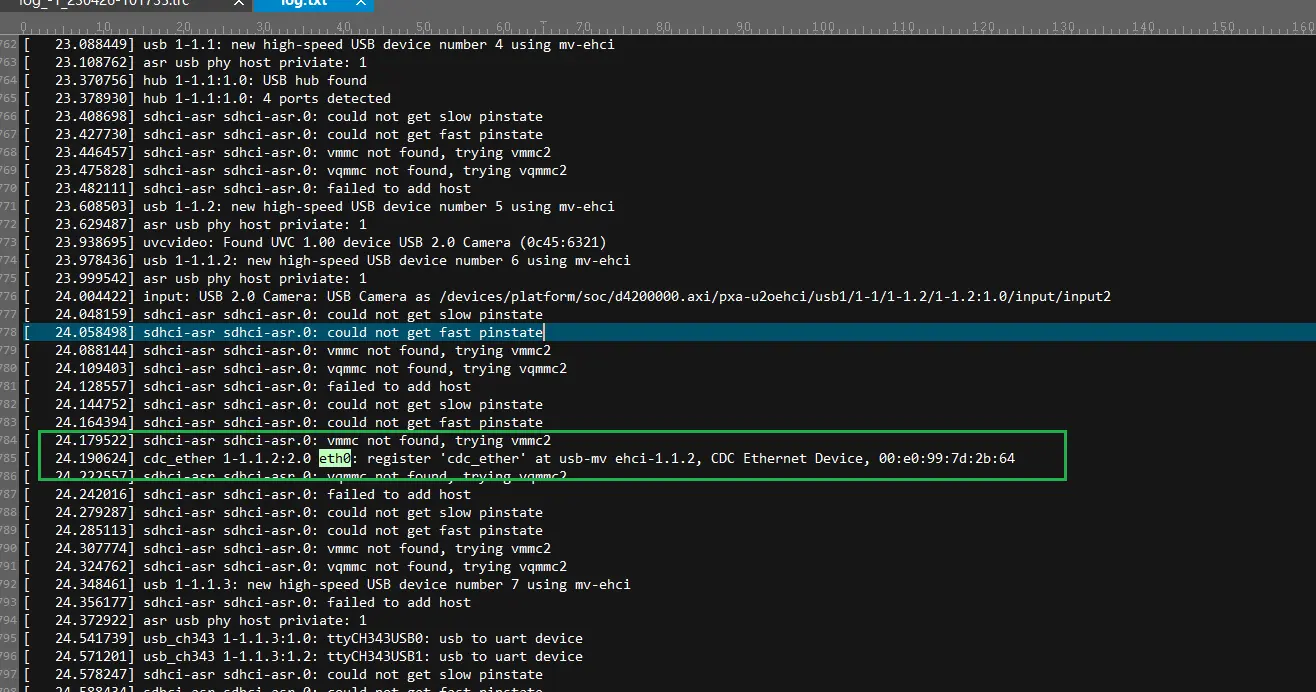 log_-1_230426-101755.trc × log.txt ×
0 10 20 30 40 50 60 70 80 90 100 110 120 130 140 150 160
762 [   23.088449] usb 1-1.1: new high-speed USB device number 4 using mv-ehci
763 [   23.108762] asr usb phy host priviate: 1
764 [   23.370756] hub 1-1.1:1.0: USB hub found
765 [   23.378930] hub 1-1.1:1.0: 4 ports detected
766 [   23.408698] sdhci-asr sdhci-asr.0: could not get slow pinstate
767 [   23.427730] sdhci-asr sdhci-asr.0: could not get fast pinstate
768 [   23.446457] sdhci-asr sdhci-asr.0: vmmc not found, trying vmmc2
769 [   23.475828] sdhci-asr sdhci-asr.0: vqmmc not found, trying vqmmc2
770 [   23.482111] sdhci-asr sdhci-asr.0: failed to add host
771 [   23.608503] usb 1-1.2: new high-speed USB device number 5 using mv-ehci
772 [   23.629487] asr usb phy host priviate: 1
773 [   23.938695] uvcvideo: Found UVC 1.00 device USB 2.0 Camera (0c45:6321)
774 [   23.978436] usb 1-1.1.2: new high-speed USB device number 6 using mv-ehci
775 [   23.999542] asr usb phy host priviate: 1
776 [   24.004422] input: USB 2.0 Camera: USB Camera as /devices/platform/soc/d4200000.axi/pxa-u2oehci/usb1/1-1/1-1.2/1-1.2:1.0/input/input2
777 [   24.048159] sdhci-asr sdhci-asr.0: could not get slow pinstate
778 [   24.058498] sdhci-asr sdhci-asr.0: could not get fast pinstate
779 [   24.088144] sdhci-asr sdhci-asr.0: vmmc not found, trying vmmc2
780 [   24.109403] sdhci-asr sdhci-asr.0: vqmmc not found, trying vqmmc2
781 [   24.128557] sdhci-asr sdhci-asr.0: failed to add host
782 [   24.144752] sdhci-asr sdhci-asr.0: could not get slow pinstate
783 [   24.164394] sdhci-asr sdhci-asr.0: could not get fast pinstate
784 [   24.179522] sdhci-asr sdhci-asr.0: vmmc not found, trying vmmc2
785 [   24.190624] cdc_ether 1-1.1.2:2.0 eth0: register 'cdc_ether' at usb-mv ehci-1.1.2, CDC Ethernet Device, 00:e0:99:7d:2b:64
786 [   24.222557] sdhci-asr sdhci-asr.0: vqmmc not found, trying vqmmc2
787 [   24.242016] sdhci-asr sdhci-asr.0: failed to add host
788 [   24.279287] sdhci-asr sdhci-asr.0: could not get slow pinstate
789 [   24.285113] sdhci-asr sdhci-asr.0: could not get fast pinstate
790 [   24.307774] sdhci-asr sdhci-asr.0: vmmc not found, trying vmmc2
791 [   24.324762] sdhci-asr sdhci-asr.0: vqmmc not found, trying vqmmc2
792 [   24.348461] usb 1-1.1.3: new high-speed USB device number 7 using mv-ehci
793 [   24.356177] sdhci-asr sdhci-asr.0: failed to add host
794 [   24.372922] asr usb phy host priviate: 1
795 [   24.541739] usb_ch343 1-1.1.3:1.0: ttyCH343USB0: usb to uart device
796 [   24.571201] usb_ch343 1-1.1.3:1.2: ttyCH343USB1: usb to uart device
797 [   24.578247] sdhci-asr sdhci-asr.0: could not get slow pinstate
798 [   24.588434] sdhci-asr sdhci-asr.0: could not get fast pinstate